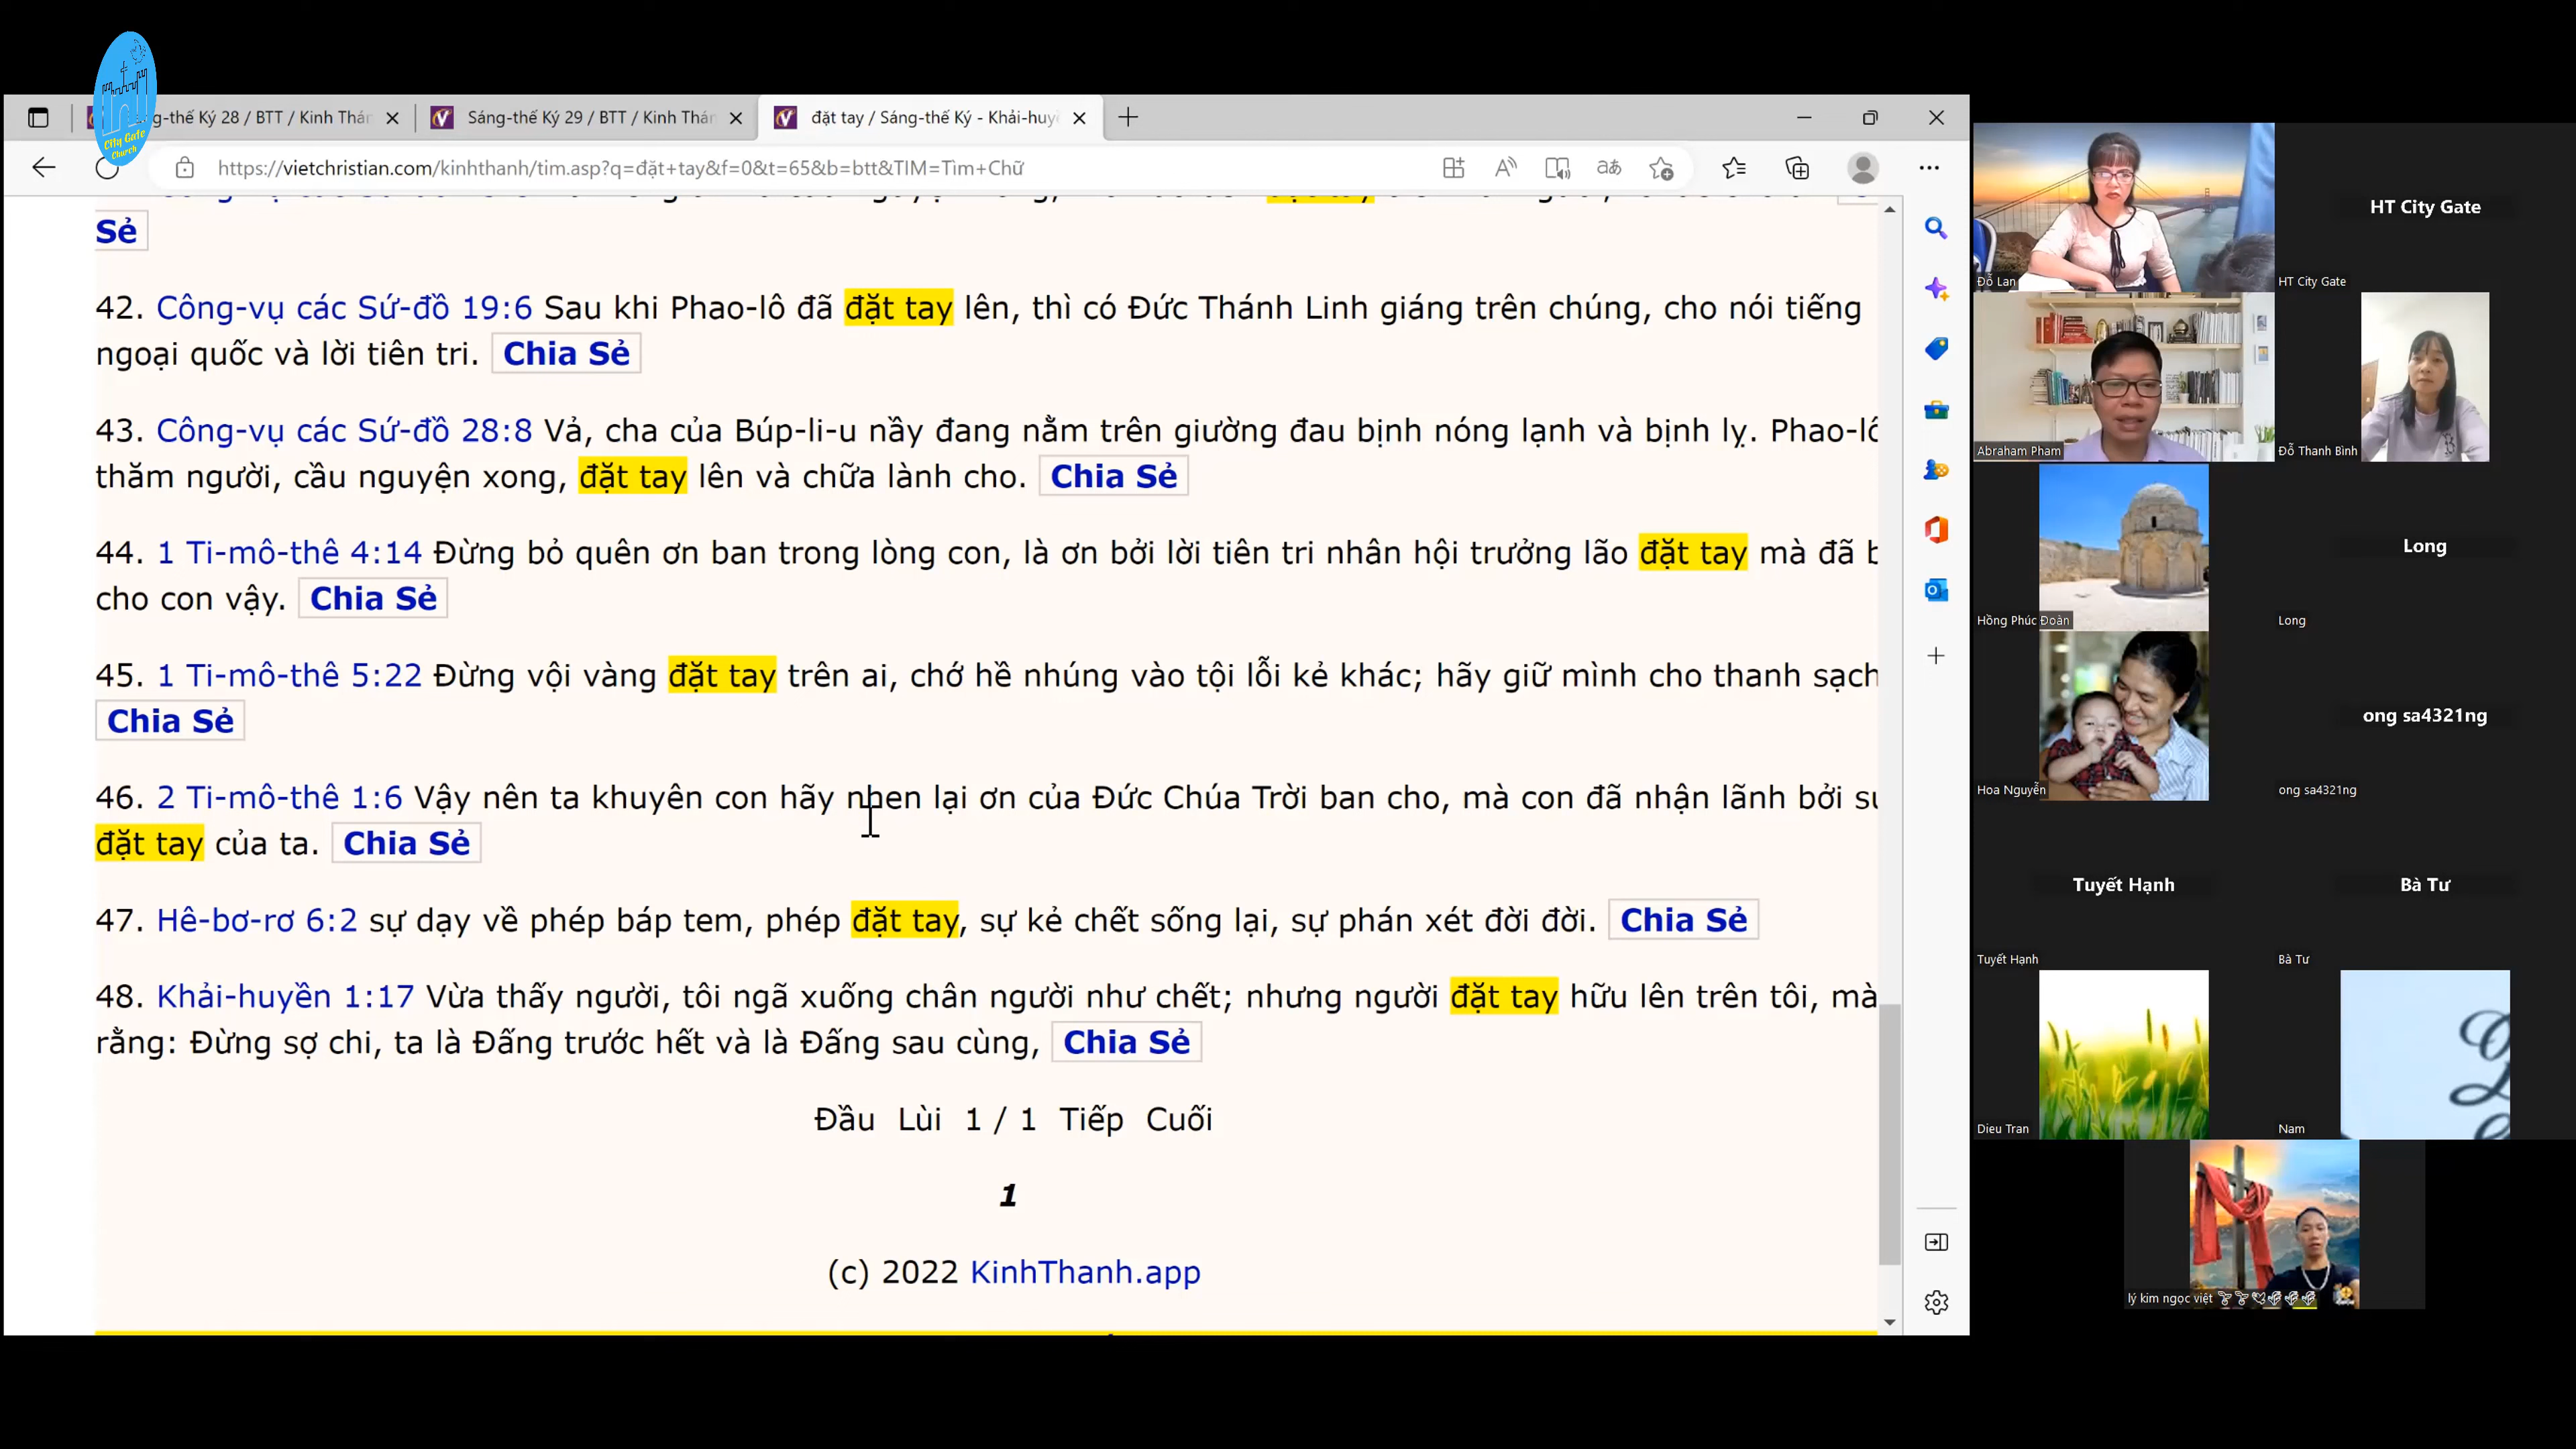 City Gate
Church
g-thế Ký 28 / BTT / Kinh Thán
Sáng-thế Ký 29 / BTT / Kinh Thán
đặt tay / Sáng-thế Ký - Khải-huyề
https://vietchristian.com/kinhthanh/tim.asp?q=đặt+tay&f=0&t=65&b=btt&TIM=Tìm+Chữ
Sẻ
42. Công-vụ các Sứ-đồ 19:6 Sau khi Phao-lô đã đặt tay lên, thì có Đức Thánh Linh giáng trên chúng, cho nói tiếng
ngoại quốc và lời tiên tri. Chia Sẻ
43. Công-vụ các Sứ-đồ 28:8 Vả, cha của Búp-li-u nầy đang nằm trên giường đau bịnh nóng lạnh và bịnh lỵ. Phao-lô
thăm người, cầu nguyện xong, đặt tay lên và chữa lành cho. Chia Sẻ
44. 1 Ti-mô-thê 4:14 Đừng bỏ quên ơn ban trong lòng con, là ơn bởi lời tiên tri nhân hội trưởng lão đặt tay mà đã b
cho con vậy. Chia Sẻ
45. 1 Ti-mô-thê 5:22 Đừng vội vàng đặt tay trên ai, chớ hề nhúng vào tội lỗi kẻ khác; hãy giữ mình cho thanh sạch
Chia Sẻ
46. 2 Ti-mô-thê 1:6 Vậy nên ta khuyên con hãy nhen lại ơn của Đức Chúa Trời ban cho, mà con đã nhận lãnh bởi sự
đặt tay của ta. Chia Sẻ
47. Hê-bơ-rơ 6:2 sự dạy về phép báp tem, phép đặt tay, sự kẻ chết sống lại, sự phán xét đời đời. Chia Sẻ
48. Khải-huyền 1:17 Vừa thấy người, tôi ngã xuống chân người như chết; nhưng người đặt tay hữu lên trên tôi, mà
rằng: Đừng sợ chi, ta là Đấng trước hết và là Đấng sau cùng, Chia Sẻ
Đầu Lùi 1 / 1 Tiếp Cuối
1
(c) 2022 KinhThanh.app
Đỗ Lan
HT City Gate
HT City Gate
Abraham Pham
Đỗ Thanh Bình
Hồng Phúc Đoàn
Long
Long
Hoa Nguyễn
ong sa4321ng
ong sa4321ng
Tuyết Hạnh
Tuyết Hạnh
Bà Tư
Bà Tư
Dieu Tran
Nam
lý kim ngọc việt